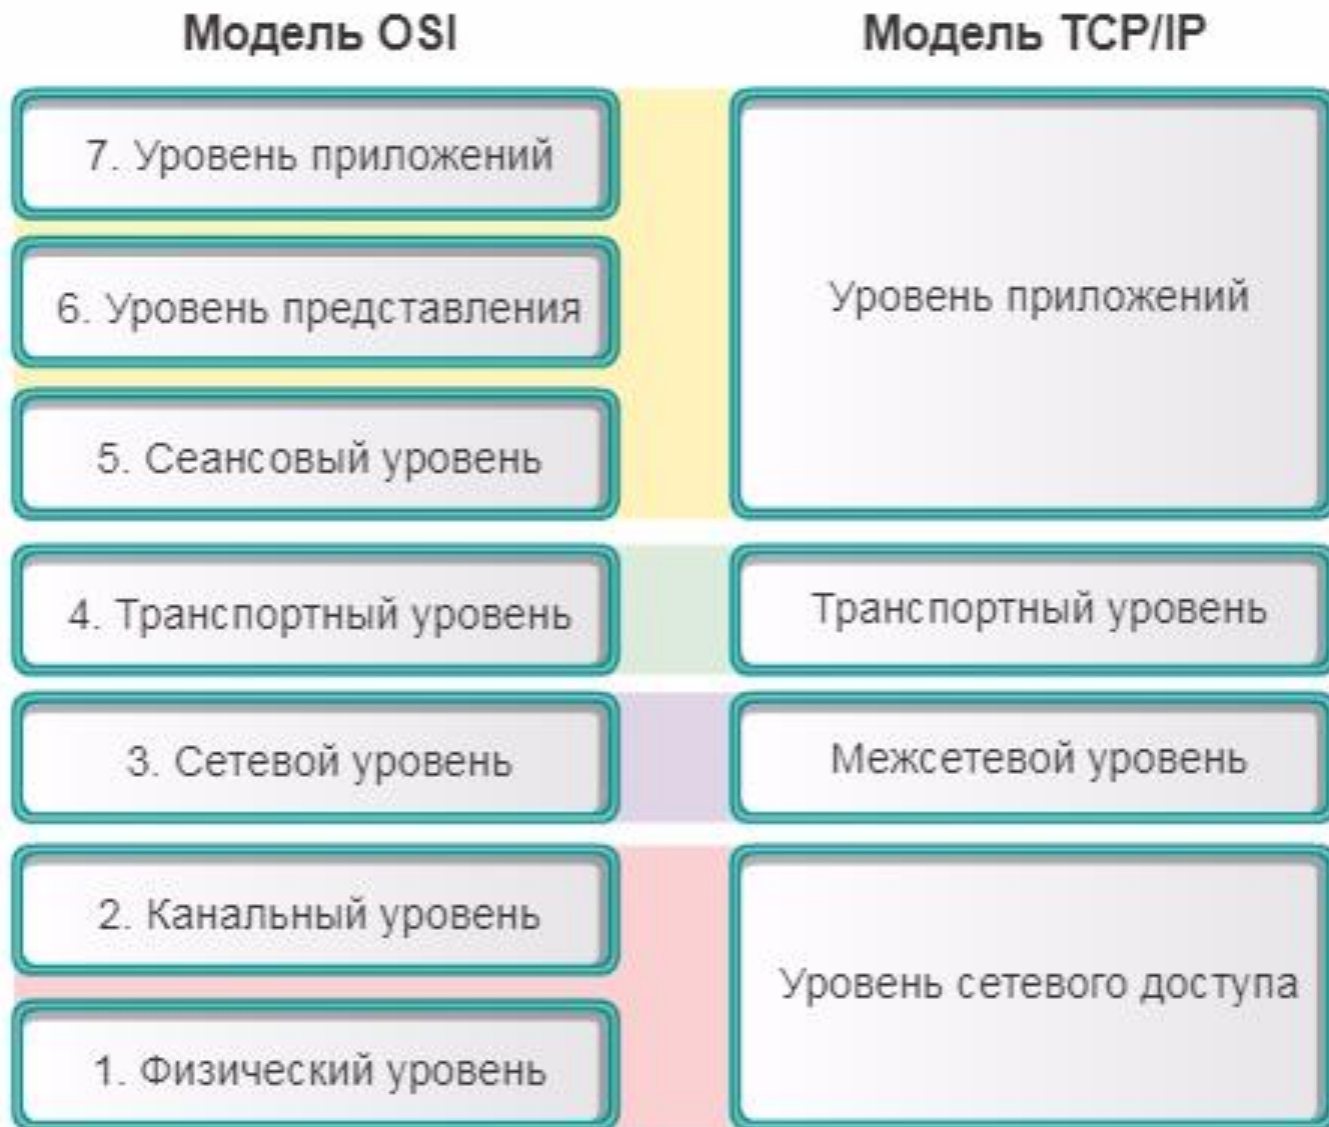 Модель OSI
Модель TCP/IP
7. Уровень приложений
6. Уровень представления
5. Сеансовый уровень
4. Транспортный уровень
3. Сетевой уровень
2. Канальный уровень
1. Физический уровень
Уровень приложений
Транспортный уровень
Межсетевой уровень
Уровень сетевого доступа